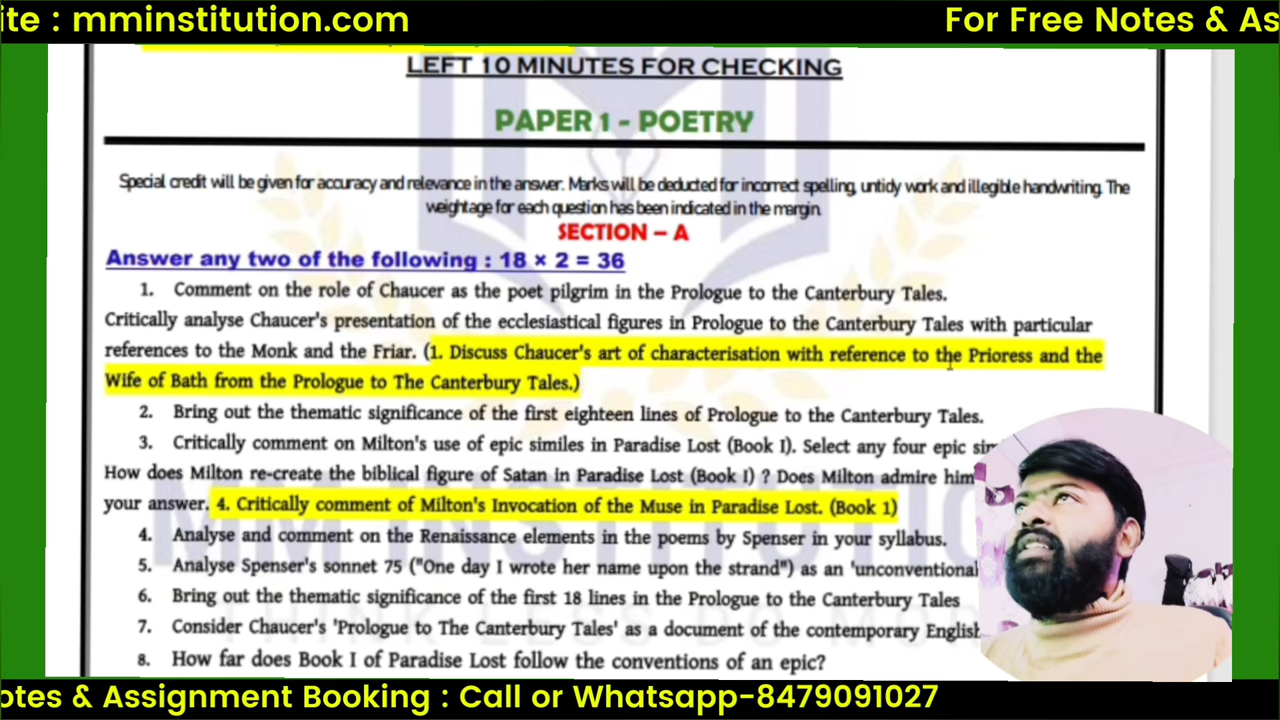 ite : mminstitution.com For Free Notes & As
LEFT 10 MINUTES FOR CHECKING
PAPER 1 - POETRY
Special credit will be given for accuracy and relevance in the answer. Marks will be deducted for incorrect spelling, untidy work and illegible handwriting. The
weightage for each question has been indicated in the margin.
SECTION – A
Answer any two of the following : 18 × 2 = 36
1. Comment on the role of Chaucer as the poet pilgrim in the Prologue to the Canterbury Tales.
Critically analyse Chaucer's presentation of the ecclesiastical figures in Prologue to the Canterbury Tales with particular
references to the Monk and the Friar. (1. Discuss Chaucer's art of characterisation with reference to the Prioress and the
Wife of Bath from the Prologue to The Canterbury Tales.)
2. Bring out the thematic significance of the first eighteen lines of Prologue to the Canterbury Tales.
3. Critically comment on Milton's use of epic similes in Paradise Lost (Book I). Select any four epic sim
How does Milton re-create the biblical figure of Satan in Paradise Lost (Book I) ? Does Milton admire him
your answer. 4. Critically comment of Milton's Invocation of the Muse in Paradise Lost. (Book 1)
4. Analyse and comment on the Renaissance elements in the poems by Spenser in your syllabus.
5. Analyse Spenser's sonnet 75 ("One day I wrote her name upon the strand") as an 'unconventional
6. Bring out the thematic significance of the first 18 lines in the Prologue to the Canterbury Tales
7. Consider Chaucer's 'Prologue to The Canterbury Tales' as a document of the contemporary English
8. How far does Book I of Paradise Lost follow the conventions of an epic?
otes & Assignment Booking : Call or Whatsapp-8479091027